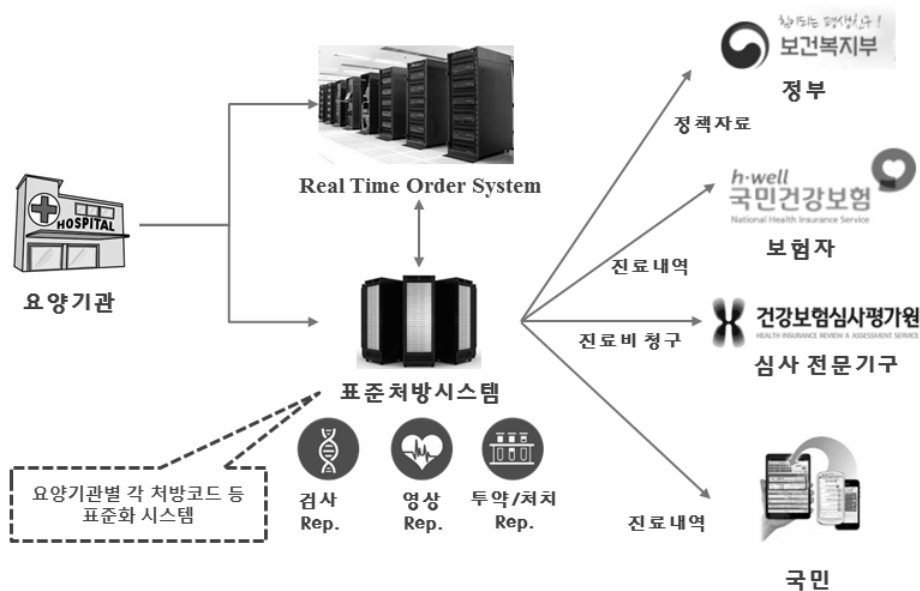 힘이되는 평생친구!
보건복지부
정부
정책자료
Real Time Order System
h·well
국민건강보험
National Health Insurance Service
보험자
HOSPITAL
요양기관
진료내역
건강보험심사평가원
HEALTH INSURANCE REVIEW & ASSESSMENT SERVICE
진료비 청구
심사 전문기구
표준처방시스템
요양기관별 각 처방코드 등
표준화 시스템
검사
Rep.
영상
Rep.
투약/처치
Rep.
진료내역
국민